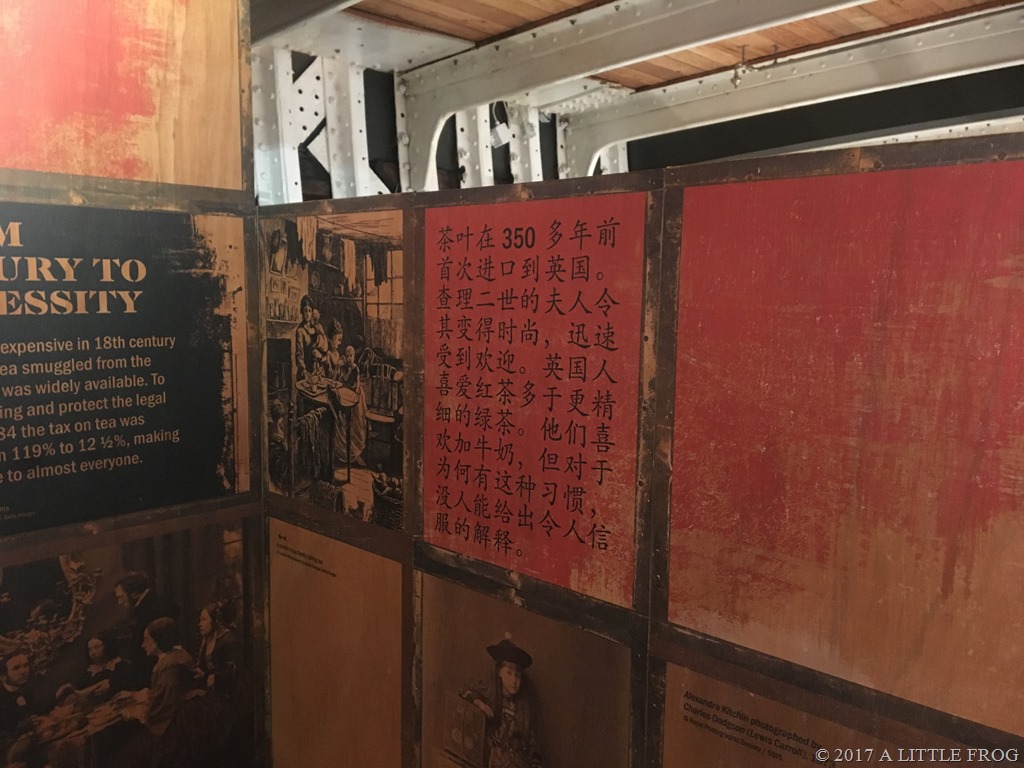 M
URY TO
ESSITY
expensive in 18th century
ea smuggled from the
was widely available. To
ing and protect the legal
84 the tax on tea was
n 119% to 12 ½%, making
e to almost everyone.
茶叶在 350 多年前
首次进口到英国。
查理二世的夫人令
其变得时尚，迅速
受到欢迎。英国人
喜爱红茶多于更精
细的绿茶。他们喜
欢加牛奶，但对于
为何有这种习惯，
没人能给出令人信
服的解释。
Alexandra Kitchin photographed by
Charles Dodgson (Lewis Carroll),
© 2017 A LITTLE FROG